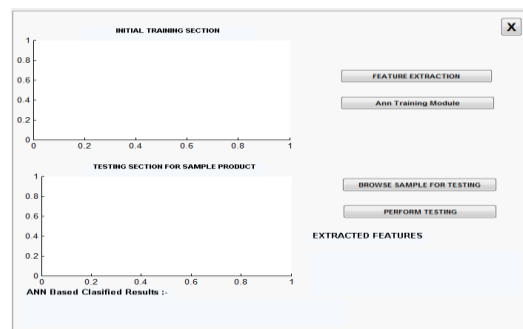 INITIAL TRAINING SECTION
X
1
0.8
0.6
0.4
0.2
0
0 0.2 0.4 0.6 0.8 1
FEATURE EXTRACTION
Ann Training Module
TESTING SECTION FOR SAMPLE PRODUCT
1
0.8
0.6
0.4
0.2
0
0 0.2 0.4 0.6 0.8 1
BROWSE SAMPLE FOR TESTING
PERFORM TESTING
EXTRACTED FEATURES
ANN Based Clasified Results :-